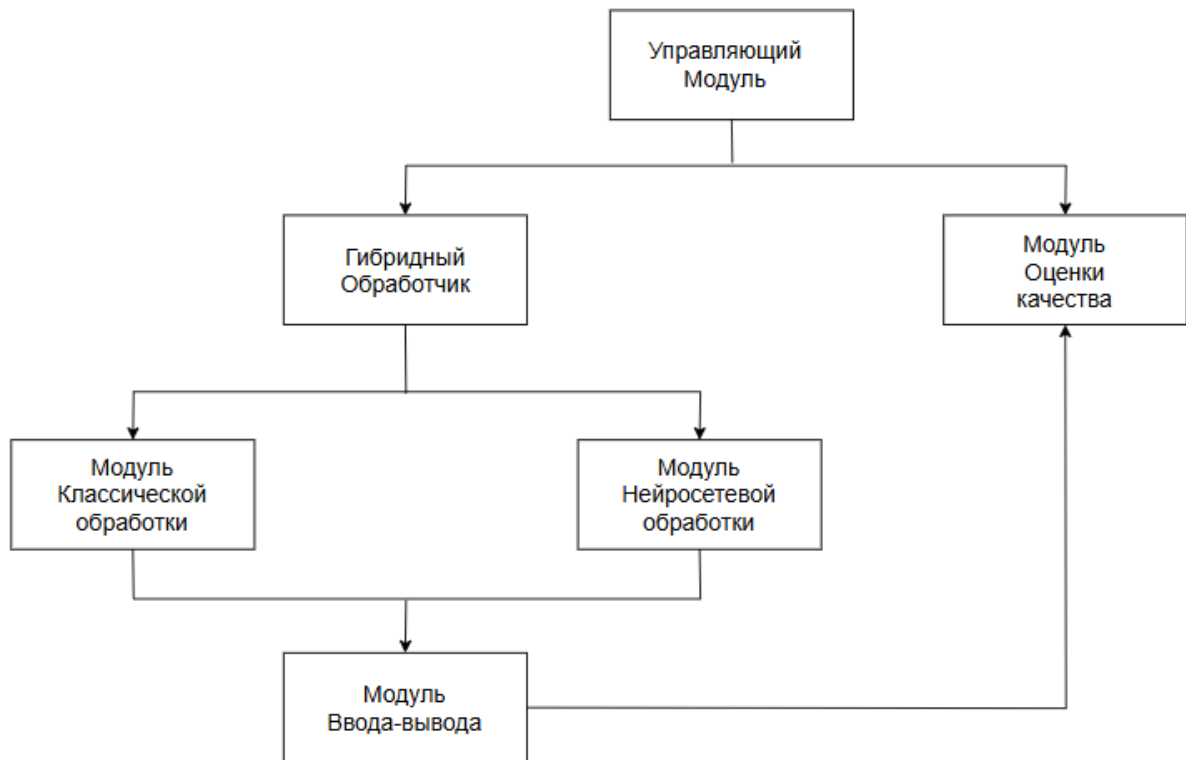 Управляющий
Модуль
Гибридный
Обработчик
Модуль
Оценки
качества
Модуль
Классической
обработки
Модуль
Нейросетевой
обработки
Модуль
Ввода-вывода